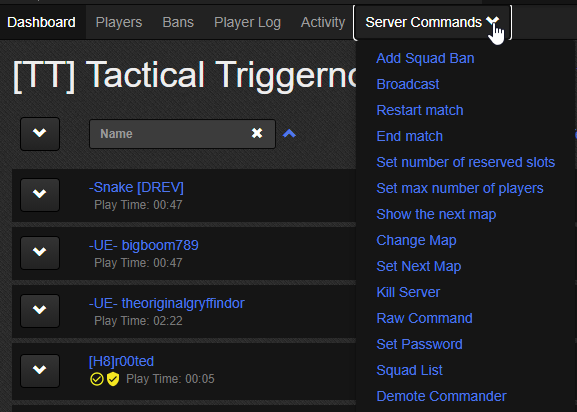 Dashboard Players Bans Player Log Activity Server Commands
[TT] Tactical Triggerno
Name
-Snake [DREV]
Play Time: 00:47
-UE- bigboom789
Play Time: 00:47
-UE- theoriginalgryffindor
Play Time: 02:22
[H8]r00ted
Play Time: 00:05
Add Squad Ban
Broadcast
Restart match
End match
Set number of reserved slots
Set max number of players
Show the next map
Change Map
Set Next Map
Kill Server
Raw Command
Set Password
Squad List
Demote Commander